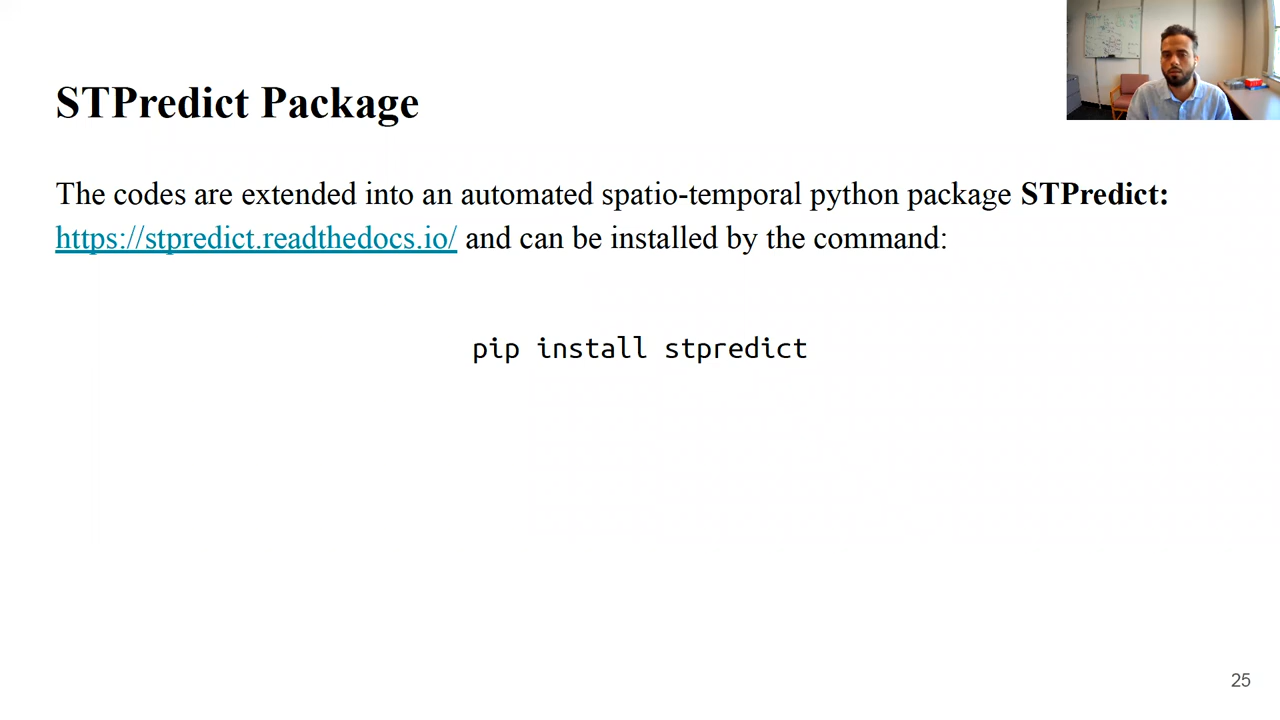 STPredict Package
The codes are extended into an automated spatio-temporal python package STPredict:
https://stpredict.readthedocs.io/ and can be installed by the command:
pip install stpredict
25